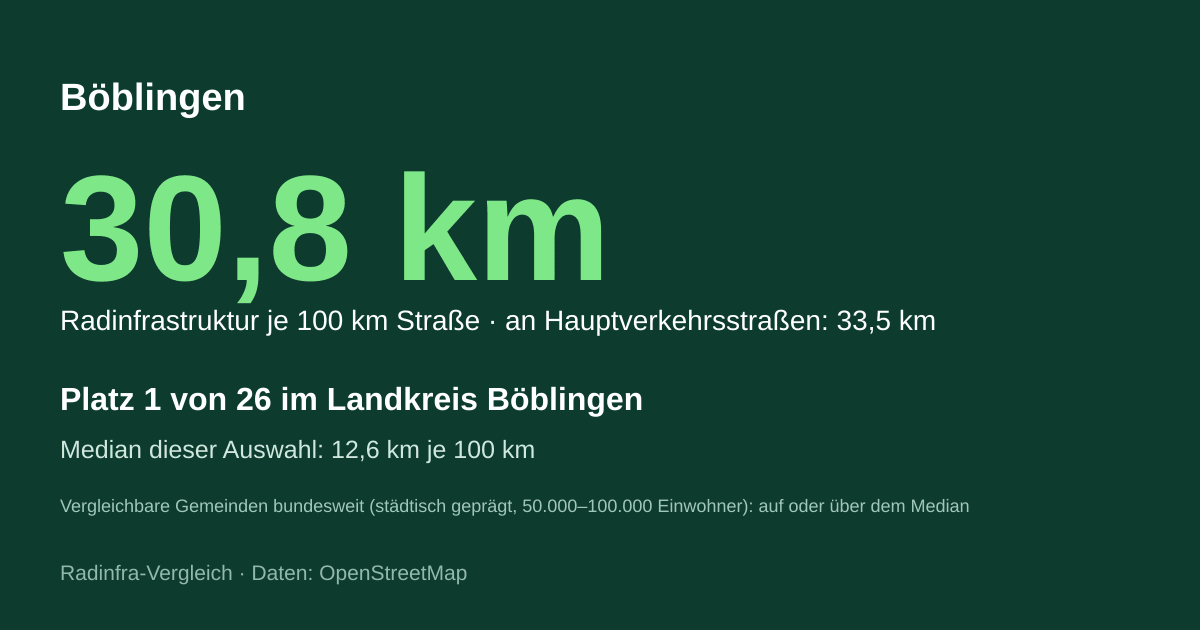 Böblingen
30,8 km
Radinfrastruktur je 100 km Straße · an Hauptverkehrsstraßen: 33,5 km
Platz 1 von 26 im Landkreis Böblingen
Median dieser Auswahl: 12,6 km je 100 km
Vergleichbare Gemeinden bundesweit (städtisch geprägt, 50.000–100.000 Einwohner): auf oder über dem Median
Radinfra-Vergleich · Daten: OpenStreetMap